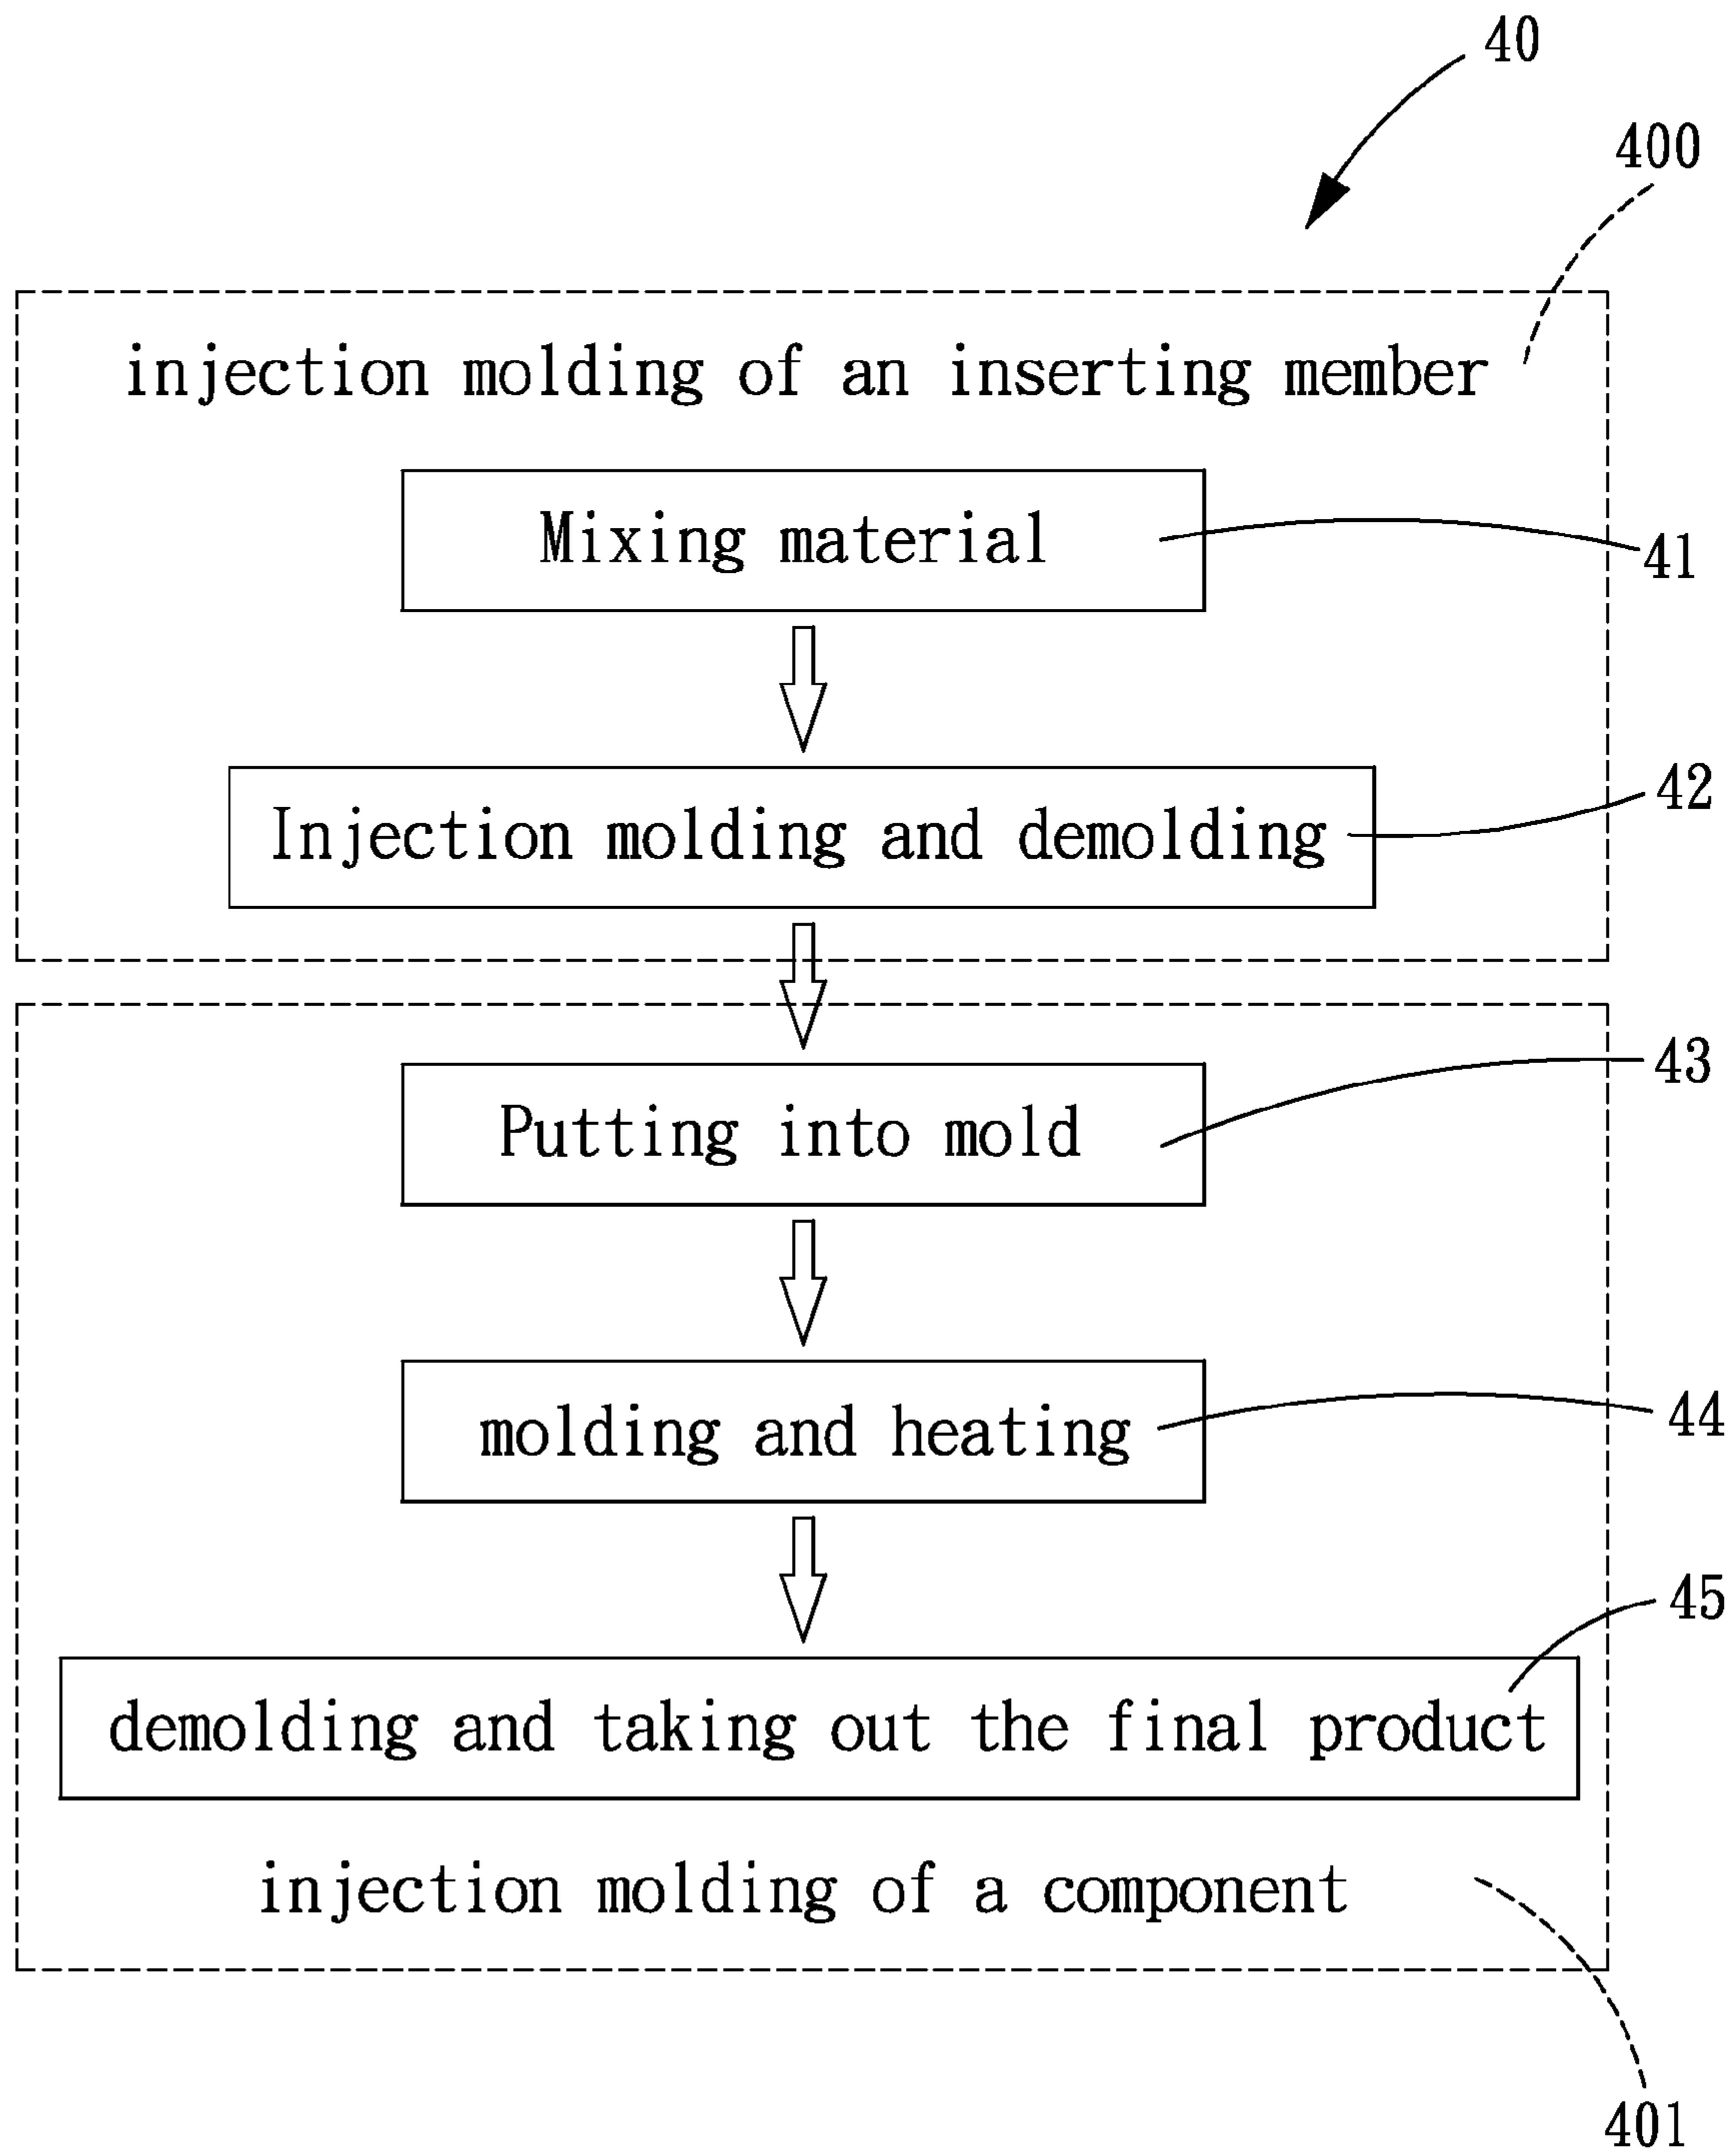 40
400
injection molding of an inserting member
Mixing material
41
42
Injection molding and demolding
43
Putting into mold
44
molding and heating
45
demolding and taking out the final product
injection molding of a component
401